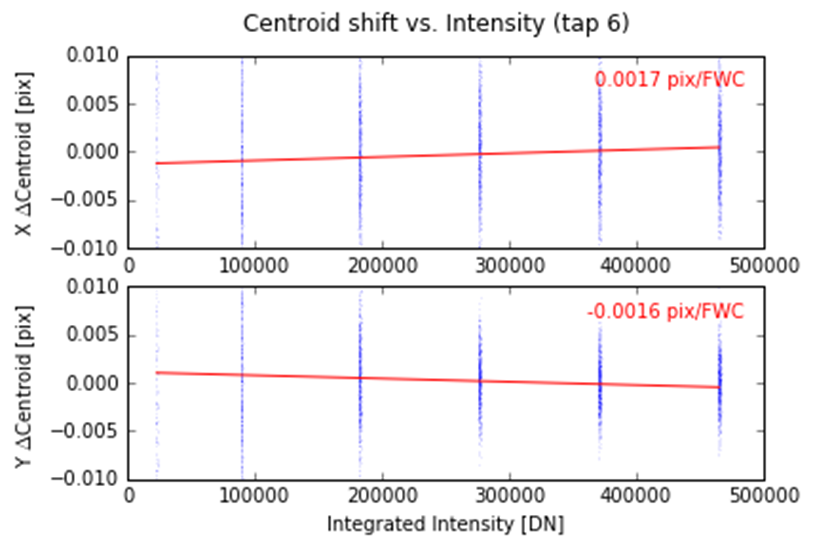 Centroid shift vs. Intensity (tap 6)
0.010
0.005
0.000
−0.005
−0.010
X ΔCentroid [pix]
0.0017 pix/FWC
0 100000 200000 300000 400000 500000
0.010
0.005
0.000
−0.005
−0.010
Y ΔCentroid [pix]
-0.0016 pix/FWC
0 100000 200000 300000 400000 500000
Integrated Intensity [DN]